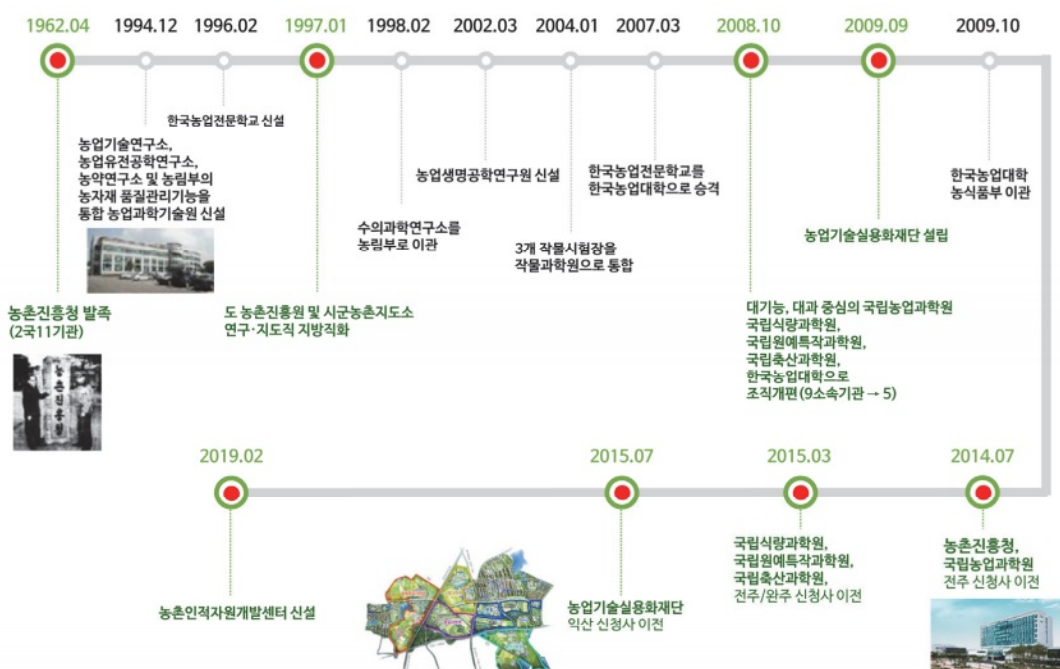 1962.04
농촌진흥청 발족
(2국11기관)
농촌진흥청
1994.12
농업기술연구소,
농업유전공학연구소,
농약연구소 및 농림부의
농자재 품질관리기능을
통합 농업과학기술원 신설
1996.02
한국농업전문학교 신설
1997.01
도 농촌진흥원 및 시군농촌지도소
연구·지도직 지방직화
1998.02
수의과학연구소를
농림부로 이관
2002.03
농업생명공학연구원 신설
2004.01
3개 작물시험장을
작물과학원으로 통합
2007.03
한국농업전문학교를
한국농업대학으로 승격
2008.10
대기능, 대과 중심의 국립농업과학원
국립식량과학원,
국립원예특작과학원,
국립축산과학원,
한국농업대학으로
조직개편(9소속기관 → 5)
2009.09
농업기술실용화재단 설립
2009.10
한국농업대학
농식품부 이관
2014.07
농촌진흥청,
국립농업과학원
전주 신청사 이전
2015.03
국립식량과학원,
국립원예특작과학원,
국립축산과학원,
전주/완주 신청사 이전
2015.07
농업기술실용화재단
익산 신청사 이전
2019.02
농촌인적자원개발센터 신설